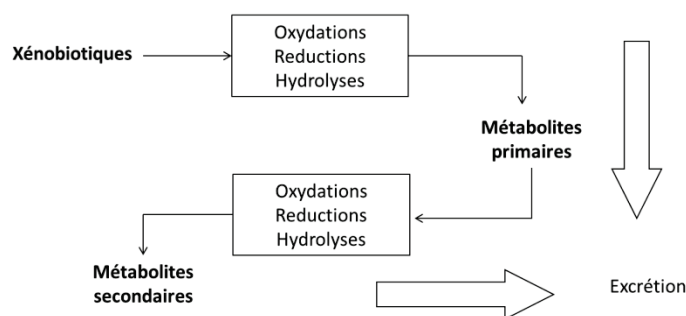 Xénobiotiques
Oxydations
Reductions
Hydrolyses
Métabolites
primaires
Oxydations
Reductions
Hydrolyses
Métabolites
secondaires
Excrétion